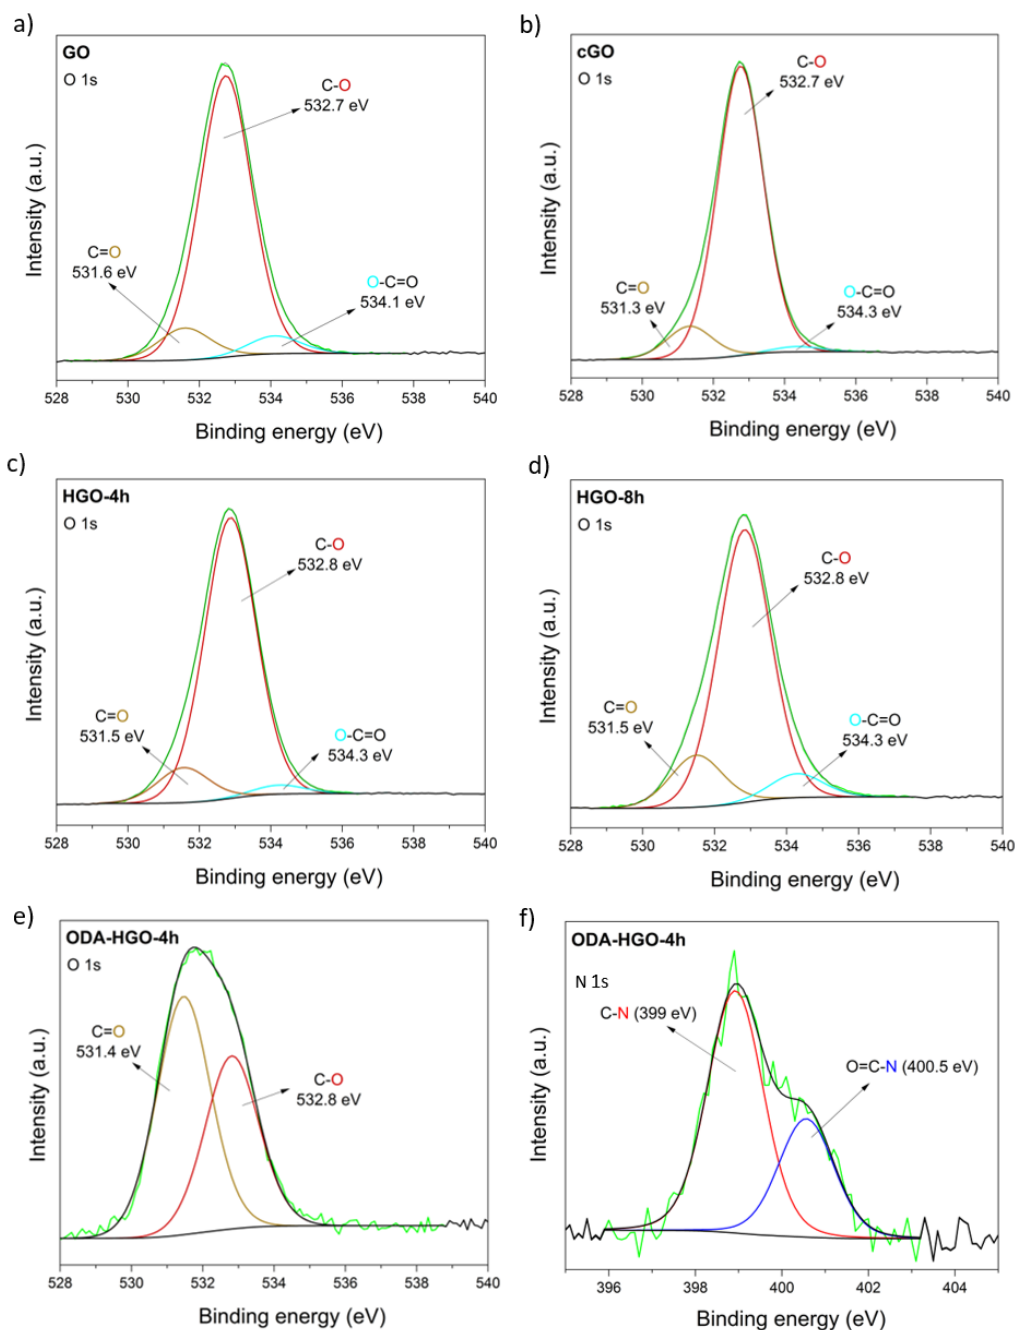 a)
GO
O 1s
C-O
532.7 eV
C=O
531.6 eV
O-C=O
534.1 eV
Intensity (a.u.)
528 530 532 534 536 538 540
Binding energy (eV)
b)
cGO
O 1s
C-O
532.7 eV
C=O
531.3 eV
O-C=O
534.3 eV
Intensity (a.u.)
528 530 532 534 536 538 540
Binding energy (eV)
c)
HGO-4h
O 1s
C-O
532.8 eV
C=O
531.5 eV
O-C=O
534.3 eV
Intensity (a.u.)
528 530 532 534 536 538 540
Binding energy (eV)
d)
HGO-8h
O 1s
C-O
532.8 eV
C=O
531.5 eV
O-C=O
534.3 eV
Intensity (a.u.)
528 530 532 534 536 538 540
Binding energy (eV)
e)
ODA-HGO-4h
O 1s
C=O
531.4 eV
C-O
532.8 eV
Intensity (a.u.)
528 530 532 534 536 538 540
Binding energy (eV)
f)
ODA-HGO-4h
N 1s
C-N (399 eV)
O=C-N (400.5 eV)
Intensity (a.u.)
396 398 400 402 404
Binding energy (eV)